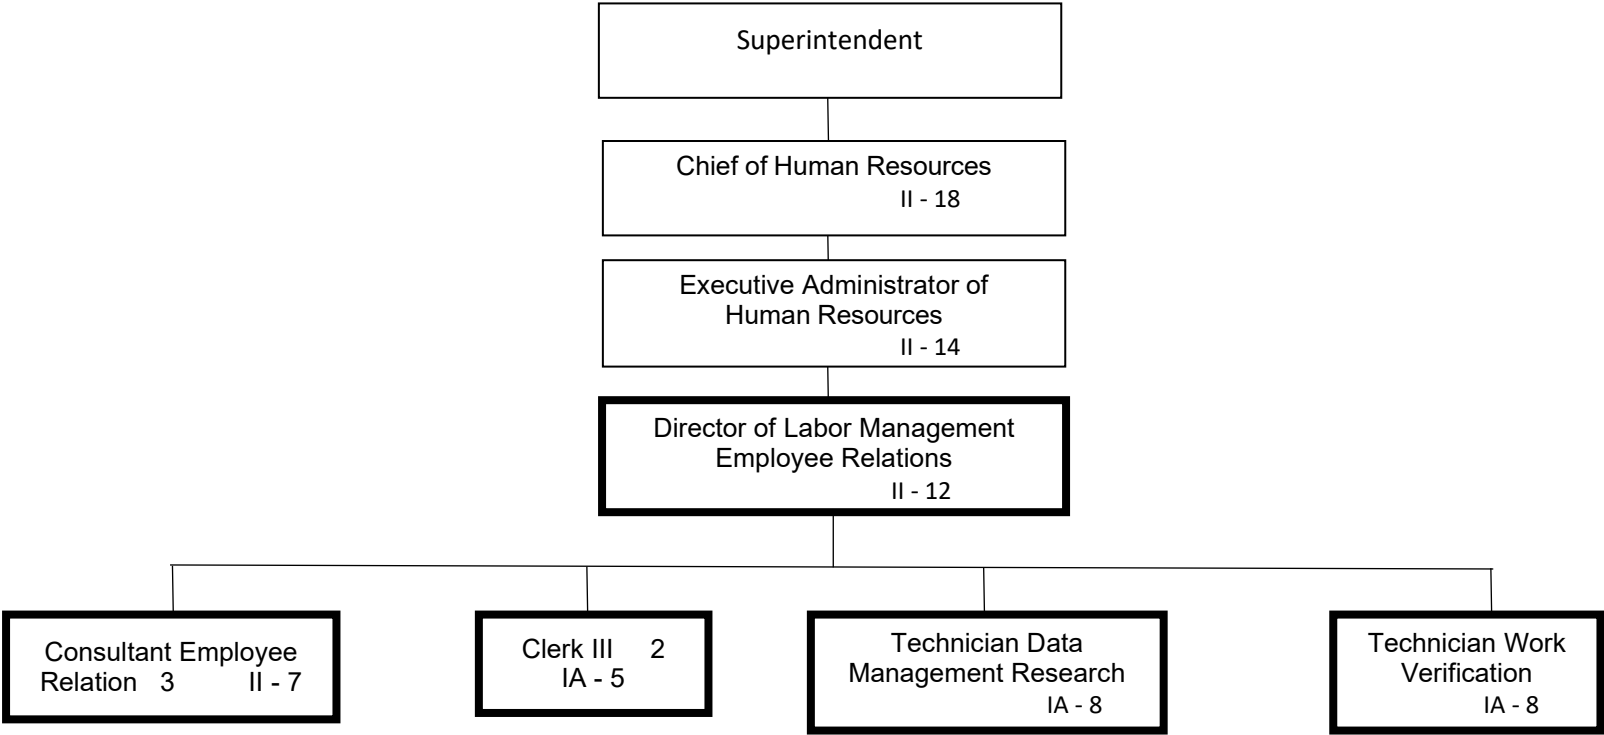 Superintendent
Chief of Human Resources
II - 18
Executive Administrator of
Human Resources
II - 14
Director of Labor Management
Employee Relations
II - 12
Consultant Employee
Relation 3 II - 7
Clerk III 2
IA - 5
Technician Data
Management Research
IA - 8
Technician Work
Verification
IA - 8